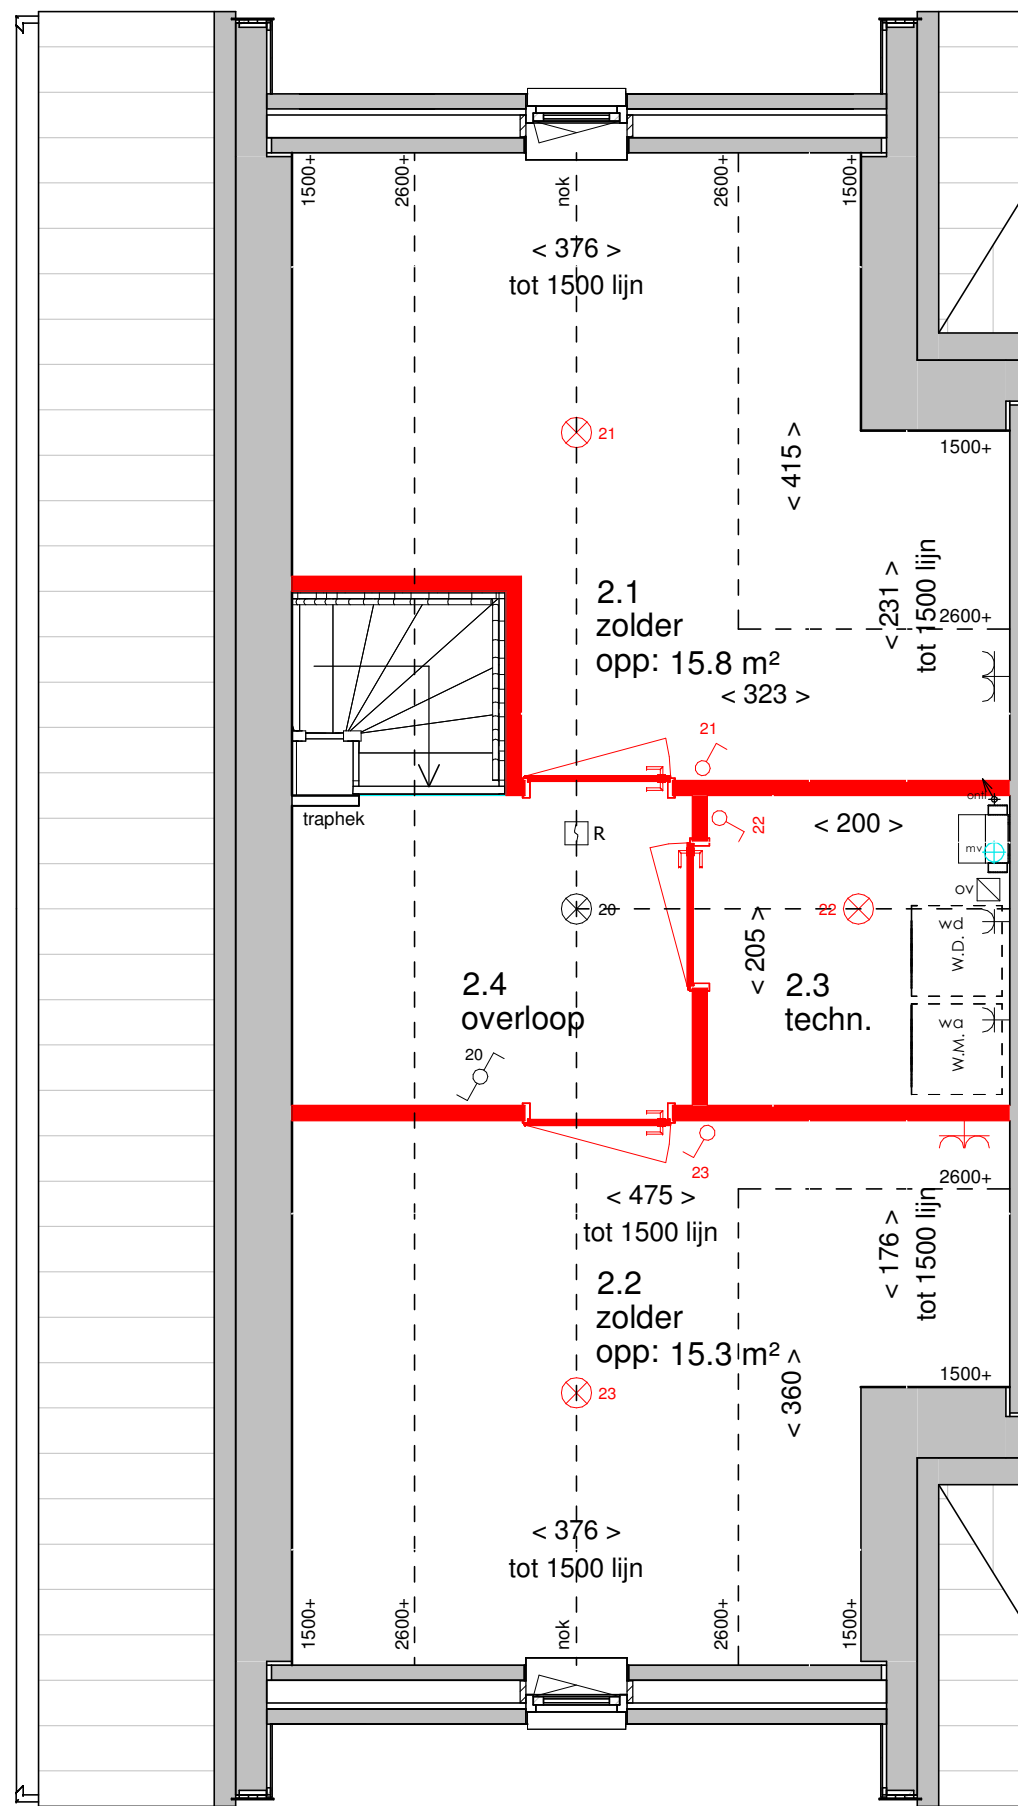 1500+
2600+
nok
2600+
1500+
< 376 >
tot 1500 lijn
21
< 415 >
1500+
< 231 >
tot 1500 lijn
2600+
2.1
zolder
opp: 15.8 m²
< 323 >
21
traphek
R
22
< 200 >
mv
ov
20
22
< 205 >
wd
W.D.
2.4
overloop
2.3
techn.
wa
W.M.
20
23
2600+
< 475 >
tot 1500 lijn
< 176 >
tot 1500 lijn
2.2
zolder
opp: 15.3 m²
< 360 >
1500+
23
< 376 >
tot 1500 lijn
1500+
2600+
nok
2600+
1500+